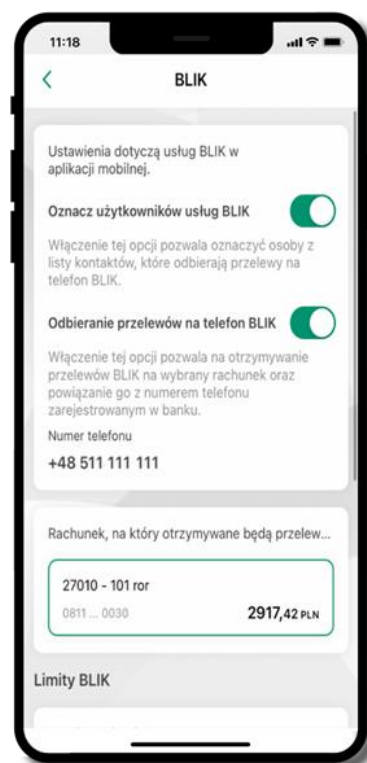 11:18
BLIK
Ustawienia dotyczą usług BLIK w
aplikacji mobilnej.
Oznacz użytkowników usług BLIK
Włączenie tej opcji pozwala oznaczyć osoby z
listy kontaktów, które odbierają przelewy na
telefon BLIK.
Odbieranie przelewów na telefon BLIK
Włączenie tej opcji pozwala na otrzymywanie
przelewów BLIK na wybrany rachunek oraz
powiązanie go z numerem telefonu
zarejestrowanym w banku.
Numer telefonu
+48 511 111 111
Rachunek, na który otrzymywane będą przelew...
27010 - 101 ror
0811 ... 0030 2917,42 PLN
Limity BLIK